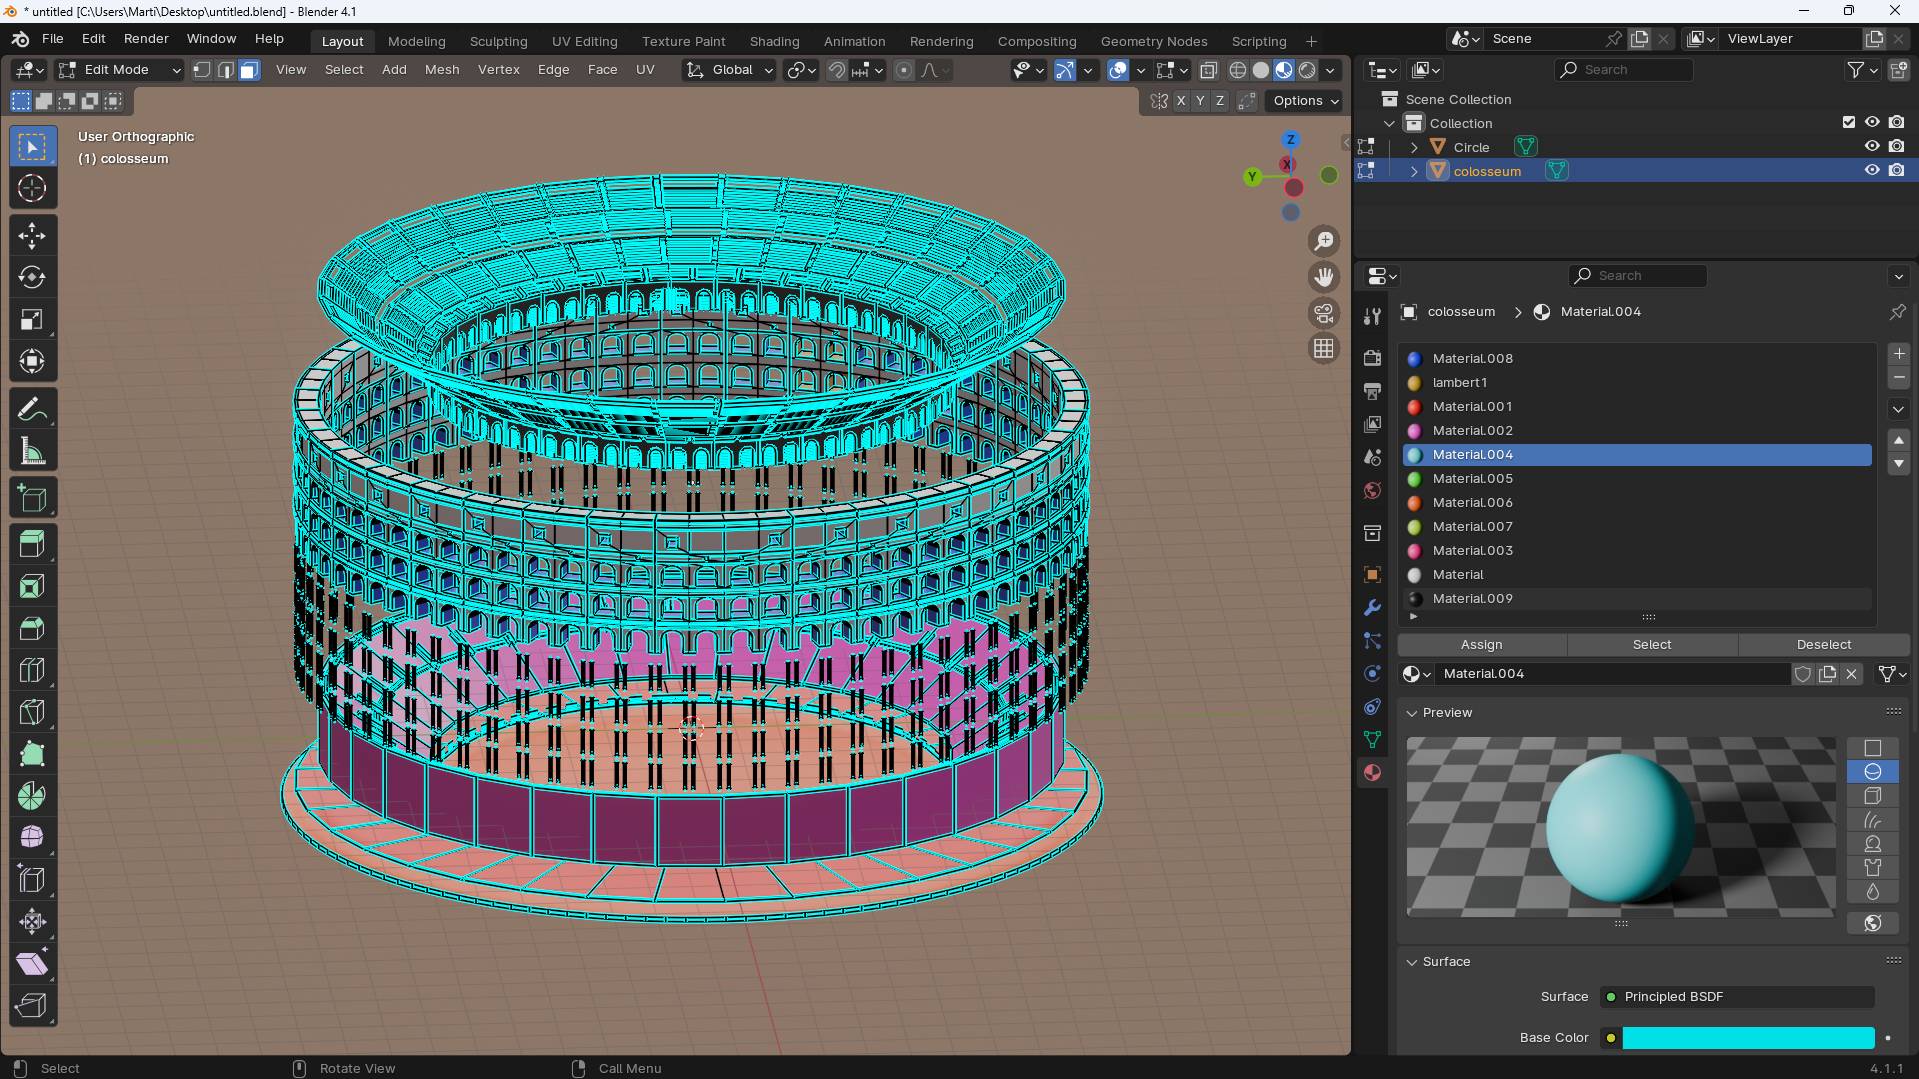 * untitled [C:\Users\Marti\Desktop\untitled.blend] - Blender 4.1
File Edit Render Window Help
Layout Modeling Sculpting UV Editing Texture Paint Shading Animation Rendering Compositing Geometry Nodes Scripting +
Scene
ViewLayer
Edit Mode
View Select Add Mesh Vertex Edge Face UV
Global
X Y Z
Options
User Orthographic
(1) colosseum
Z
X
Y
Search
Scene Collection
Collection
Circle
colosseum
Search
colosseum > Material.004
Material.008
lambert1
Material.001
Material.002
Material.004
Material.005
Material.006
Material.007
Material.003
Material
Material.009
Assign Select Deselect
Material.004
Preview
Surface
Surface Principled BSDF
Base Color
Select Rotate View Call Menu
4.1.1